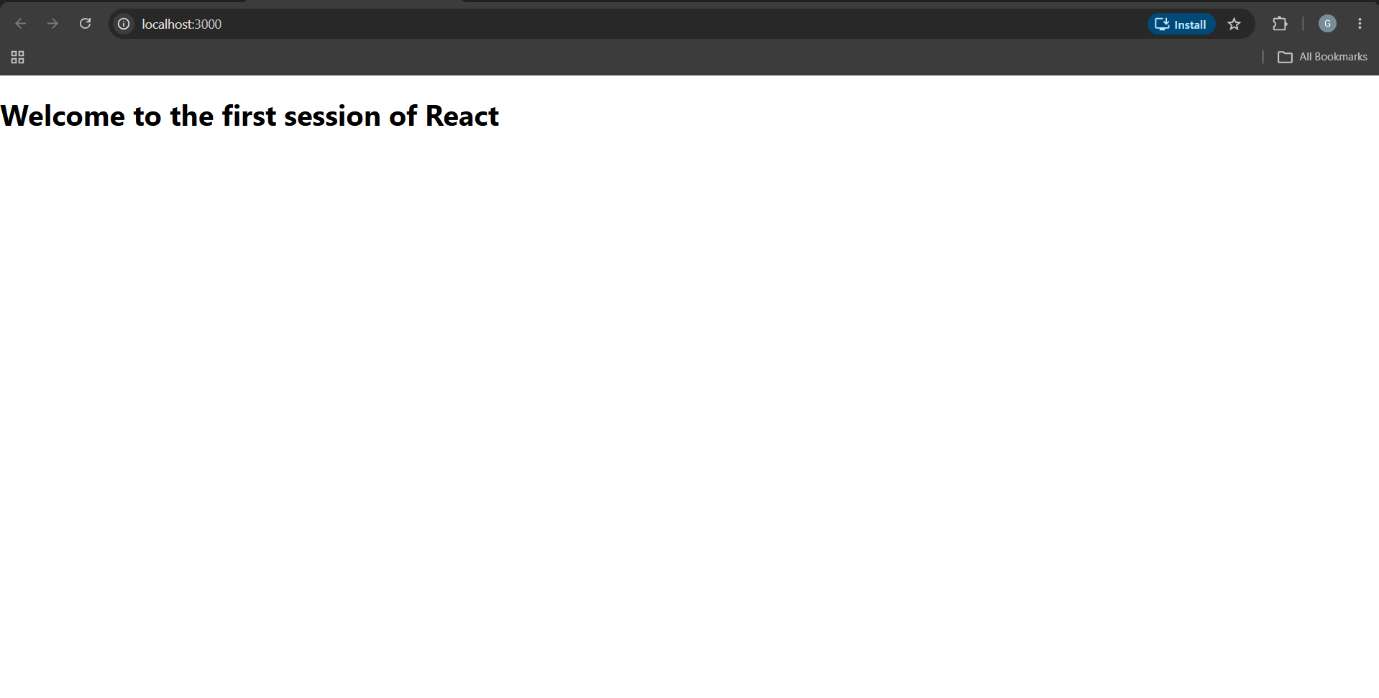 localhost:3000
Install
G
All Bookmarks
Welcome to the first session of React